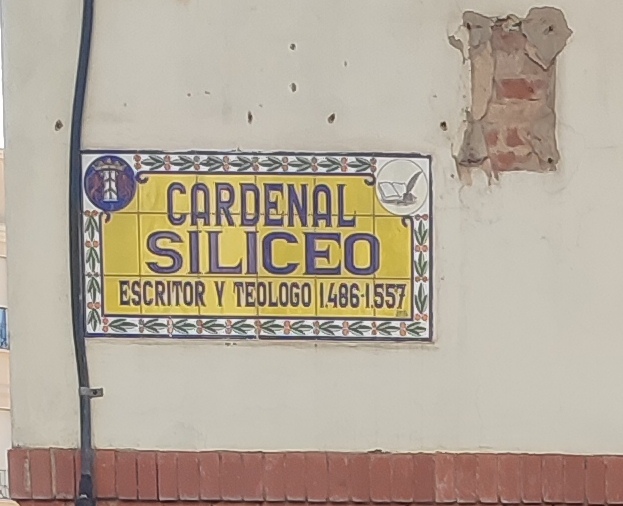 CARDENAL
SILICEO
ESCRITOR Y TEOLOGO 1.486-1.557